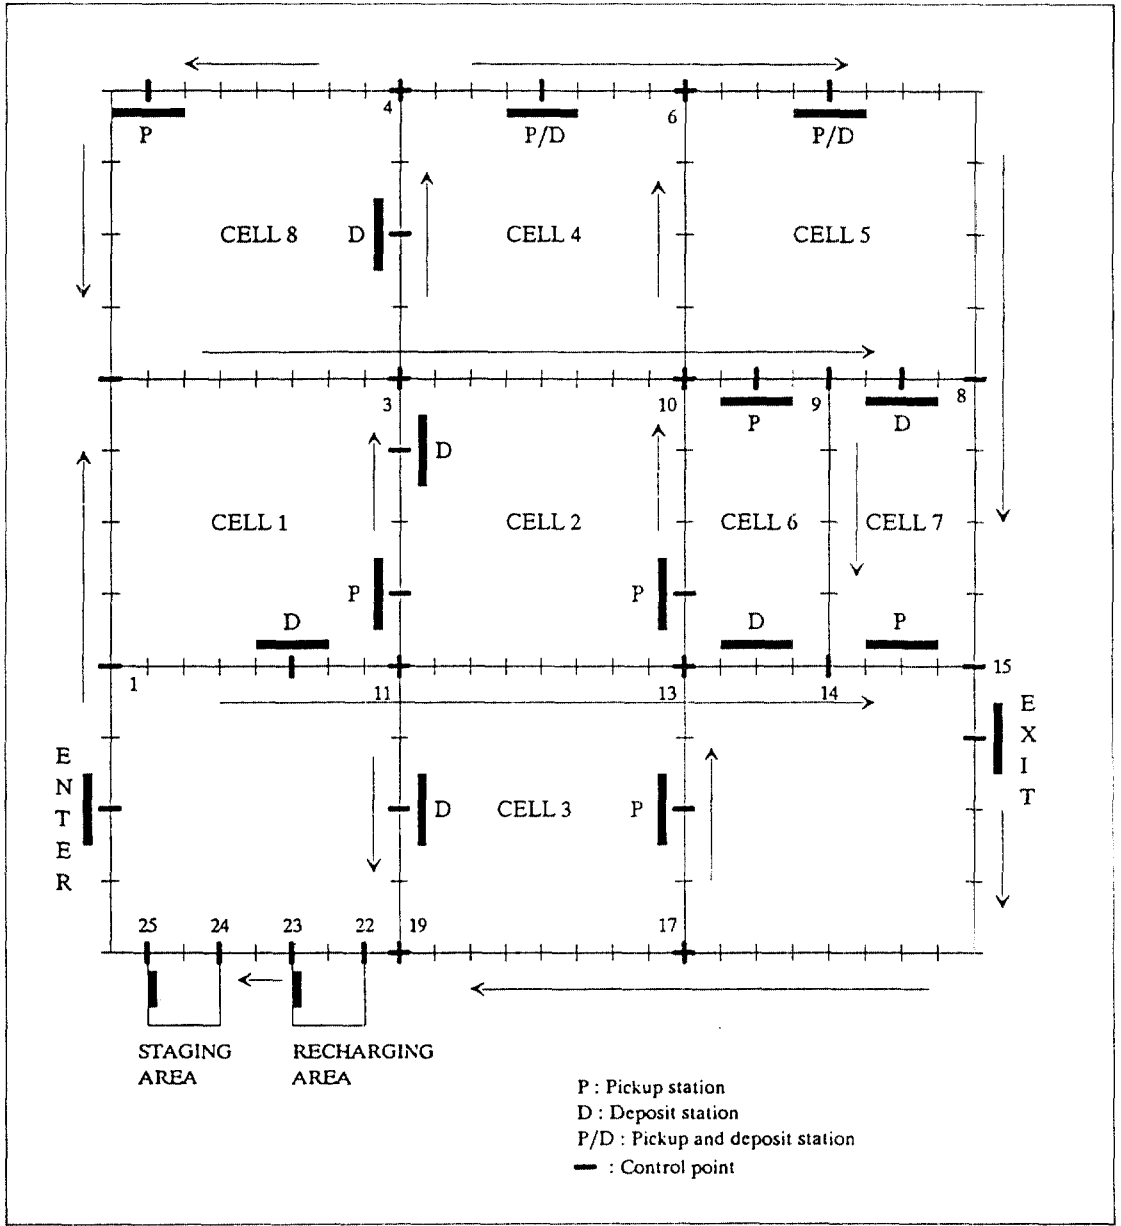 4
6
P
P/D
P/D
CELL 8
D
CELL 4
CELL 5
3
10
9
8
P
D
D
CELL 1
CELL 2
CELL 6
CELL 7
P
P
D
D
P
1
11
13
14
15
ENTER
D
CELL 3
P
EXIT
25
24
23
22
19
17
STAGING
AREA
RECHARGING
AREA
P : Pickup station
D : Deposit station
P/D : Pickup and deposit station
: Control point